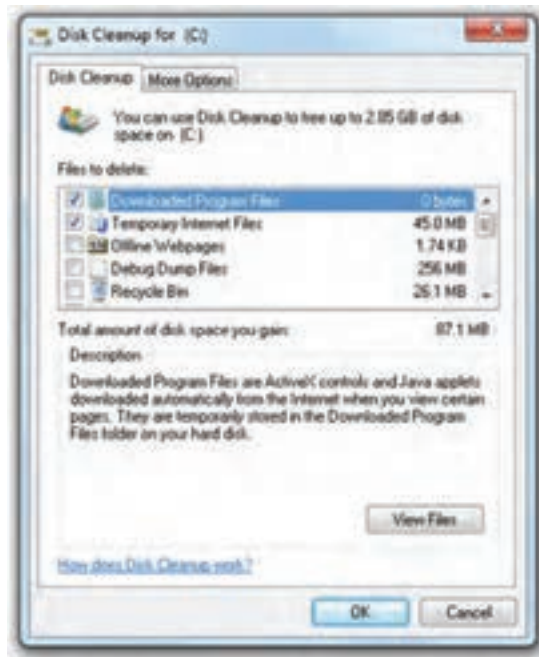 Disk Cleanup for (C:)
Disk Cleanup
More Options
You can use Disk Cleanup to free up to 2.85 GB of disk
space on (C:)
Files to delete:
Downloaded Program Files 0 bytes
Temporary Internet Files 45.0 MB
Offline Webpages 1.74 KB
Debug Dump Files 256 MB
Recycle Bin 26.1 MB
Total amount of disk space you gain: 87.1 MB
Description
Downloaded Program Files are ActiveX controls and Java applets
downloaded automatically from the Internet when you view certain
pages. They are temporarily stored in the Downloaded Program
Files folder on your hard disk.
View Files
How does Disk Cleanup work?
OK
Cancel